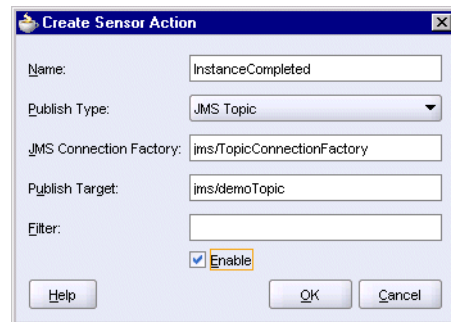 Create Sensor Action
Name: InstanceCompleted
Publish Type: JMS Topic
JMS Connection Factory: jms/TopicConnectionFactory
Publish Target: jms/demoTopic
Filter:
Enable
Help OK Cancel